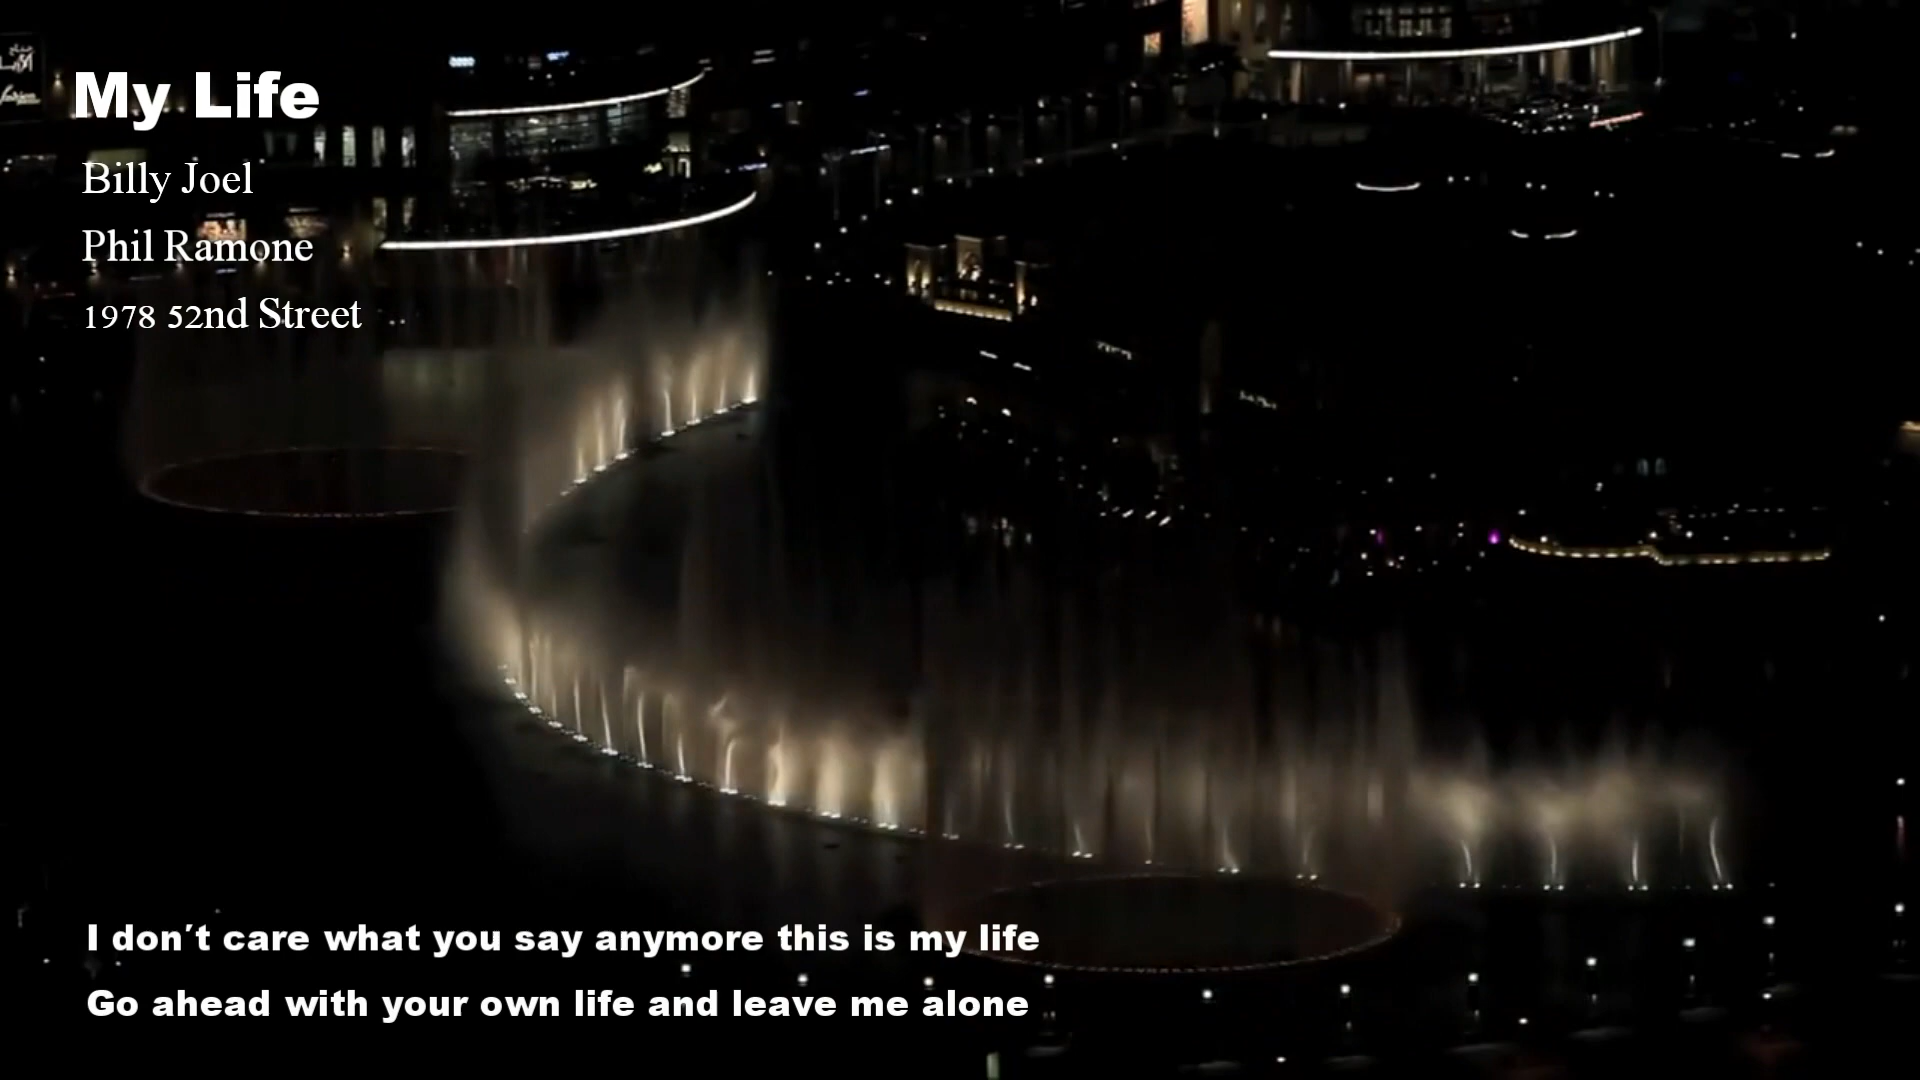 My Life
Billy Joel
Phil Ramone
1978 52nd Street
I don't care what you say anymore this is my life
Go ahead with your own life and leave me alone